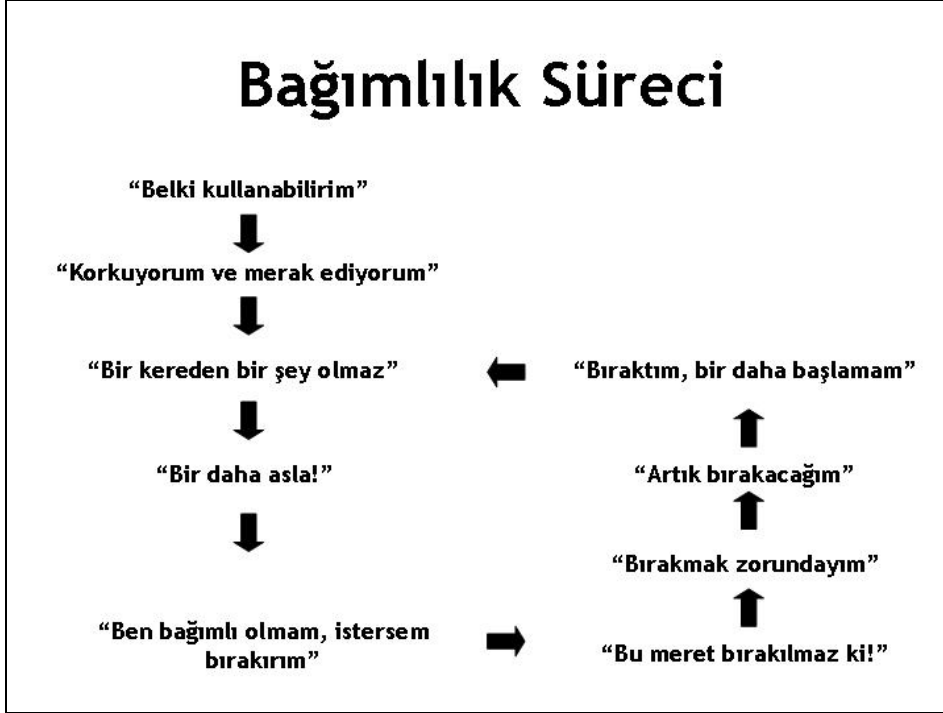 Bağımlılık Süreci
“Belki kullanabilirim”
“Korkuyorum ve merak ediyorum”
“Bir kereden bir şey olmaz”
“Bir daha asla!”
“Ben bağımlı olmam, istersem
bırakırım”
“Bu meret bırakılmaz ki!”
“Bırakmak zorundayım”
“Artık bırakacağım”
“Bıraktım, bir daha başlamam”